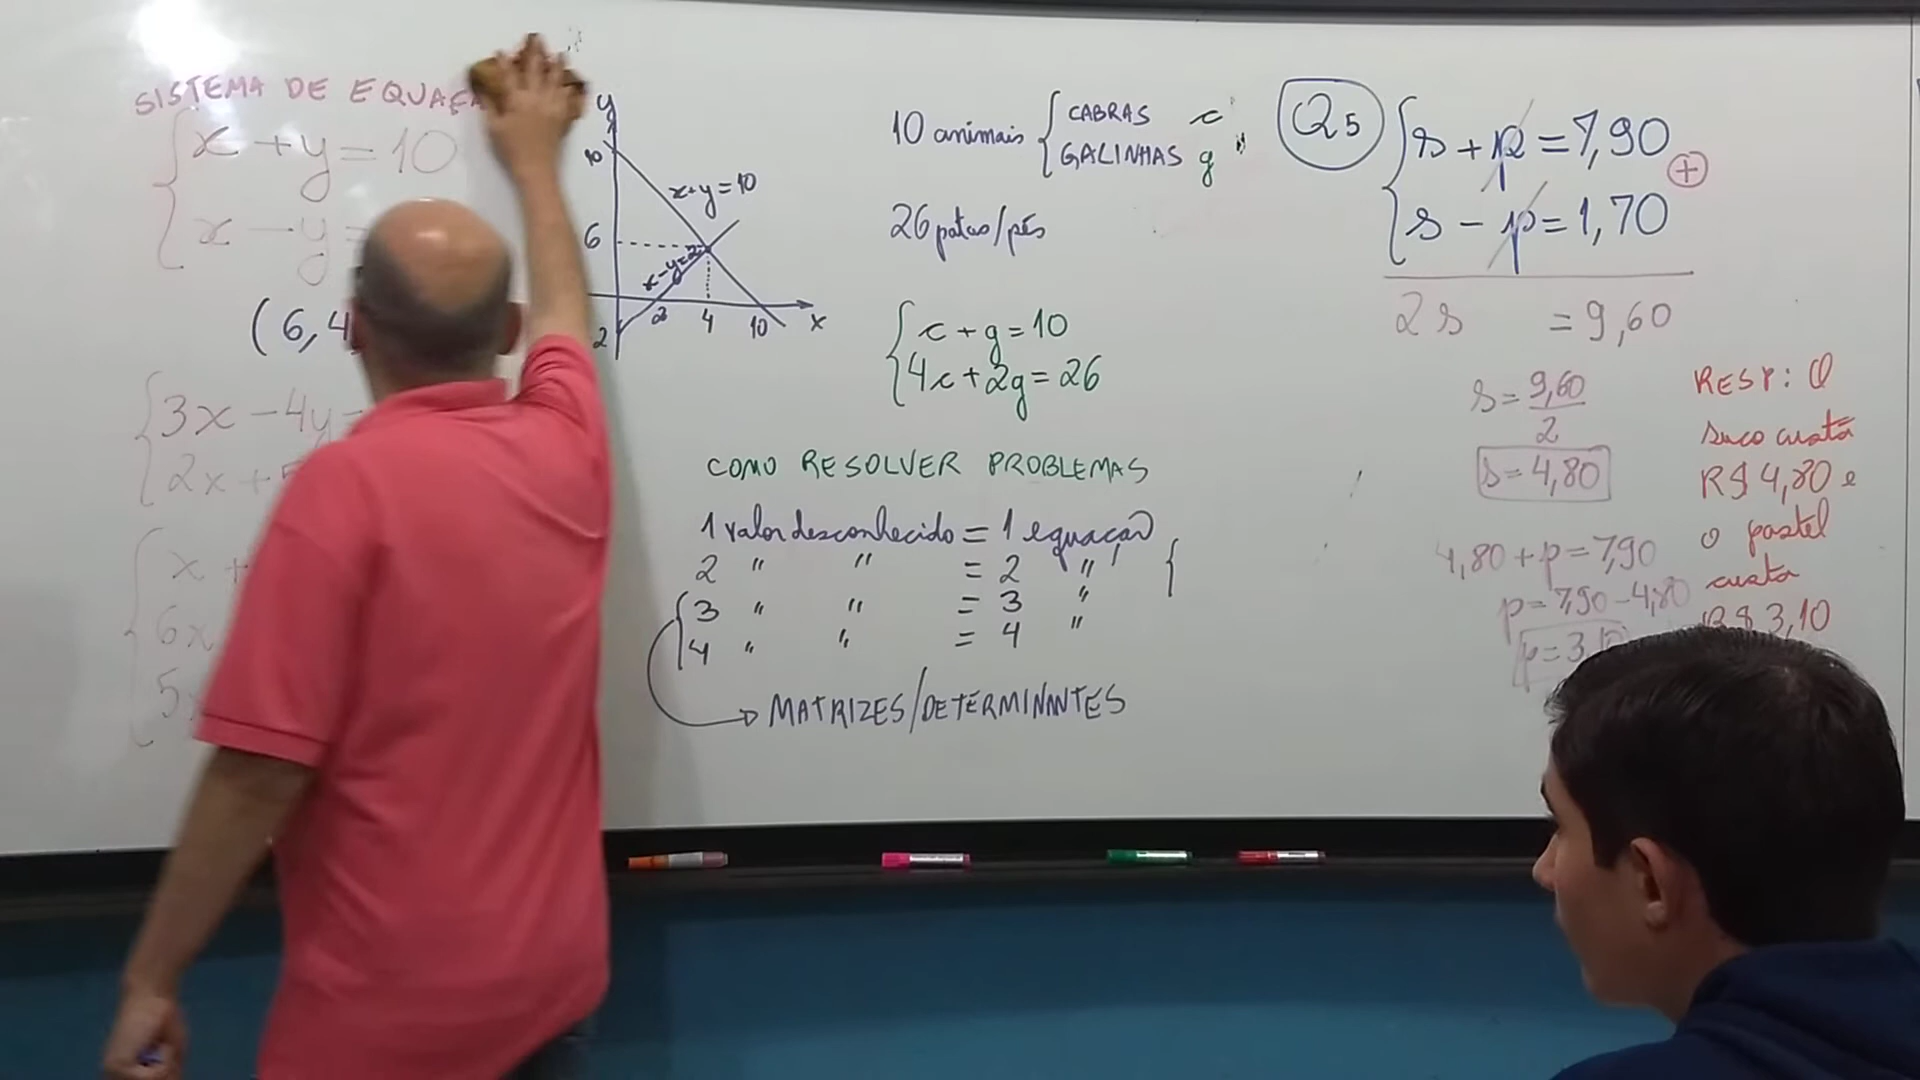 SISTEMA DE
x + y = 10
x - y =
(6, 4
3x - 4y
2x +
x +
6x
5
y
10
x+y=10
6
x-y=2
2
4
10
x
2
10 animais
CABRAS c
GALINHAS g
26 patas/pés
c + g = 10
4c + 2g = 26
COMO RESOLVER PROBLEMAS
1 valor desconhecido = 1 equação
2 " " = 2 "
3 " " = 3 "
4 " " = 4 "
MATRIZES/DETERMINANTES
Q5
s + p = 7,90
+
s - p = 1,70
2s = 9,60
s = 9,60
2
s = 4,80
4,80 + p = 7,90
p = 7,90 - 4,80
p = 3,10
RESP: O
suco custa
R$ 4,80 e
o pastel
custa
R$ 3,10